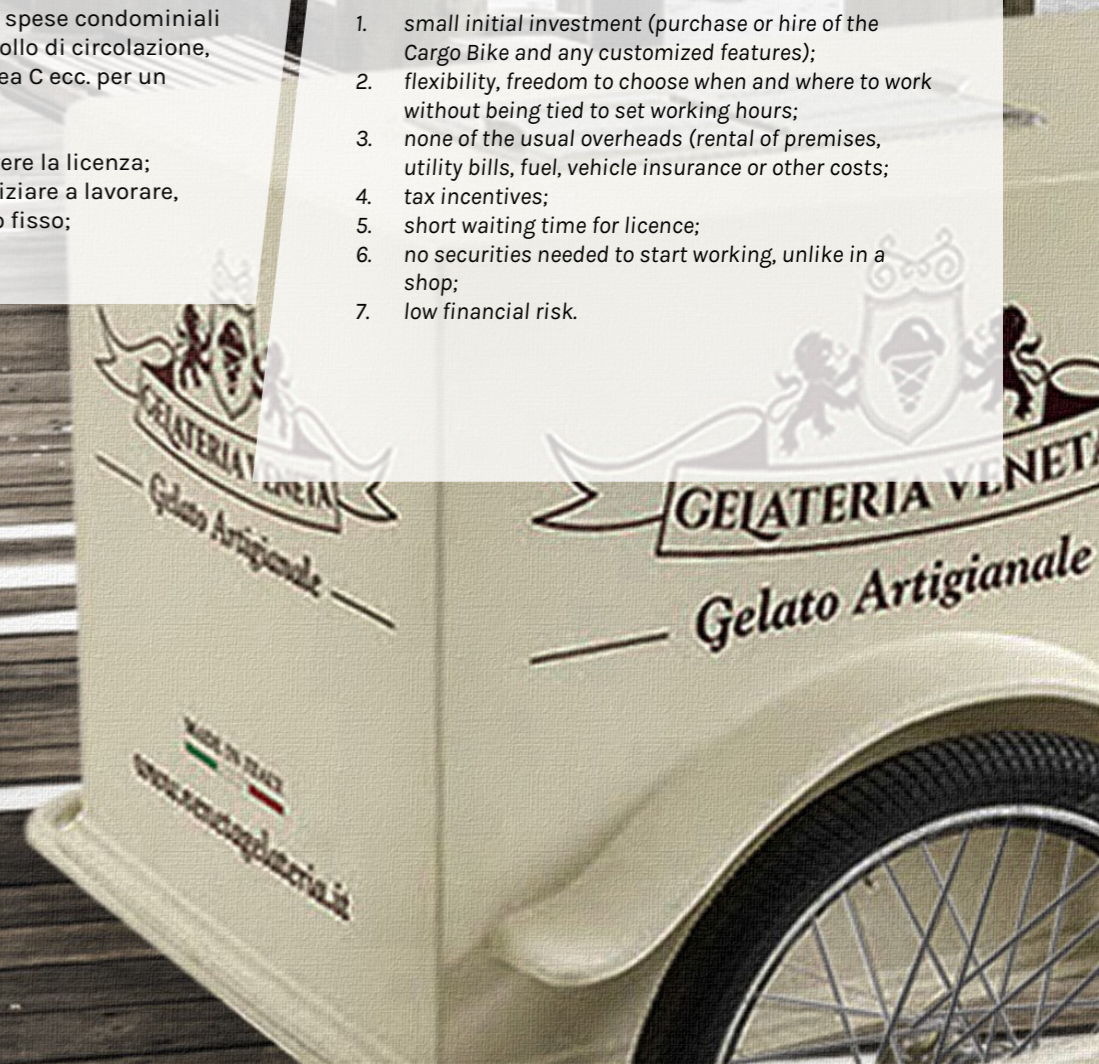 spese condominiali
ollo di circolazione,
ea C ecc. per un
ere la licenza;
iziare a lavorare,
o fisso;
1. small initial investment (purchase or hire of the
Cargo Bike and any customized features);
2. flexibility, freedom to choose when and where to work
without being tied to set working hours;
3. none of the usual overheads (rental of premises,
utility bills, fuel, vehicle insurance or other costs;
4. tax incentives;
5. short waiting time for licence;
6. no securities needed to start working, unlike in a
shop;
7. low financial risk.
GELATERIA VENETA
Gelato Artigianale
GELATERIA VENETA
Gelato Artigianale
MADE IN ITALY
www.venetagelateria.it